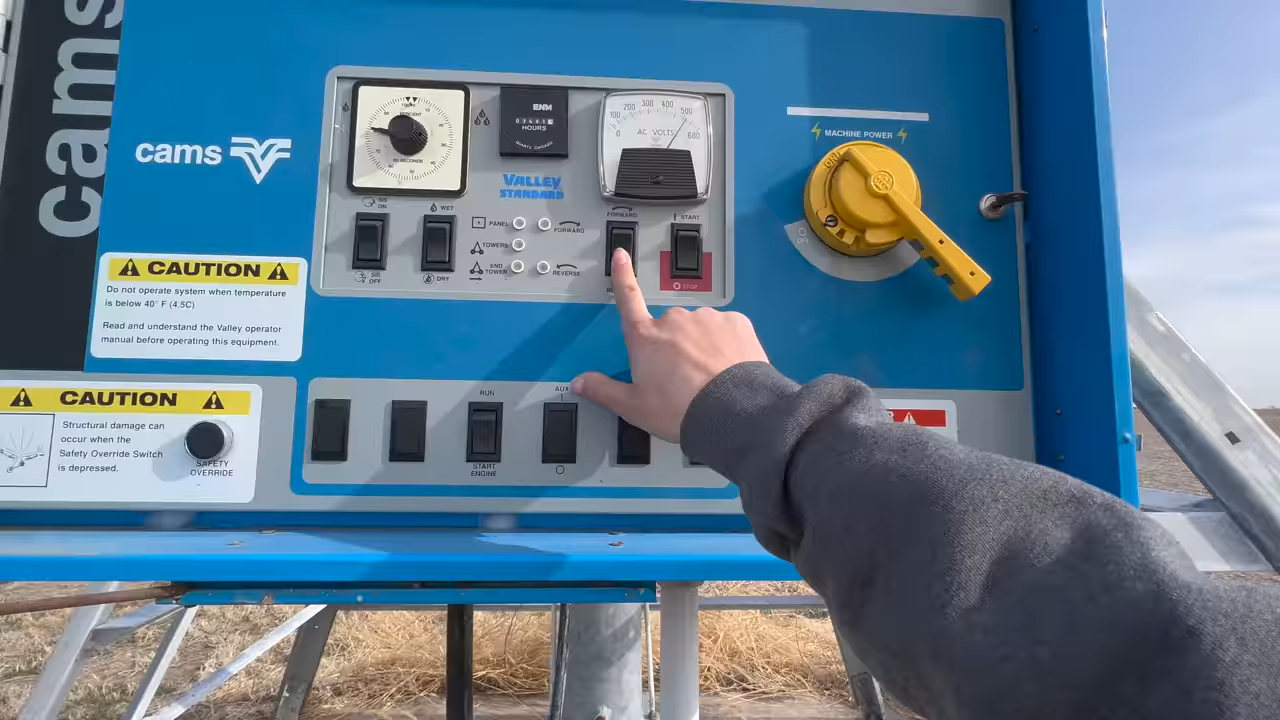 cams
cams
CAUTION
Do not operate system when temperature
is below 40° F (4.5C)
Read and understand the Valley operator
manual before operating this equipment.
CAUTION
Structural damage can
occur when the
Safety Override Switch
is depressed.
SAFETY
OVERRIDE
PERCENT
60 SECONDS
ENM
HOURS
VALLEY
STANDARD
0 100 200 300 400 500 600
AC VOLTS
SIS
ON
SIS
OFF
WET
DRY
PANEL
FORWARD
TOWERS
END
TOWER
REVERSE
FORWARD
START
STOP
MACHINE POWER
ON
OFF
RUN
START
ENGINE
AUX